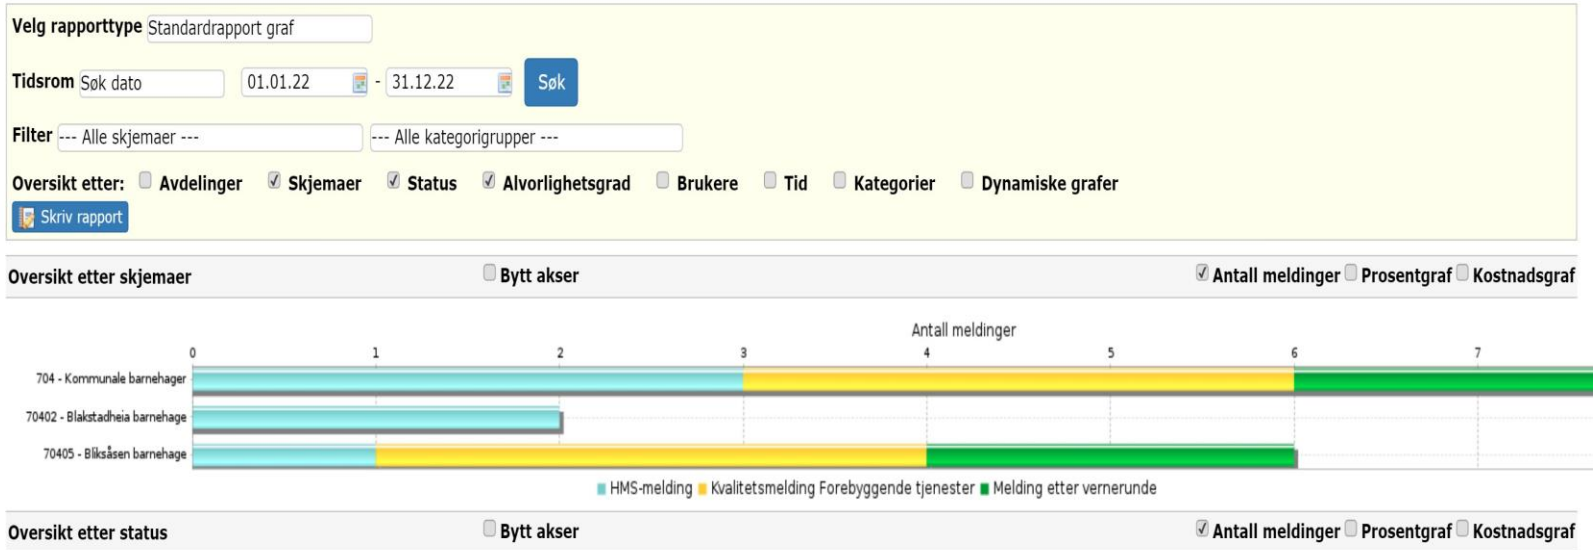 Velg rapporttype Standardrapport graf
Tidsrom Søk dato 01.01.22 - 31.12.22 Søk
Filter --- Alle skjemaer --- --- Alle kategorigrupper ---
Oversikt etter: Avdelinger Skjemaer Status Alvorlighetsgrad Brukere Tid Kategorier Dynamiske grafer
Skriv rapport
Oversikt etter skjemaer Bytt akser Antall meldinger Prosentgraf Kostnadsgraf
Antall meldinger
0 1 2 3 4 5 6 7
704 - Kommunale barnehager
70402 - Blakstadheia barnehage
70405 - Bliksåsen barnehage
HMS-melding Kvalitetsmelding Forebyggende tjenester Melding etter vernerunde
Oversikt etter status Bytt akser Antall meldinger Prosentgraf Kostnadsgraf